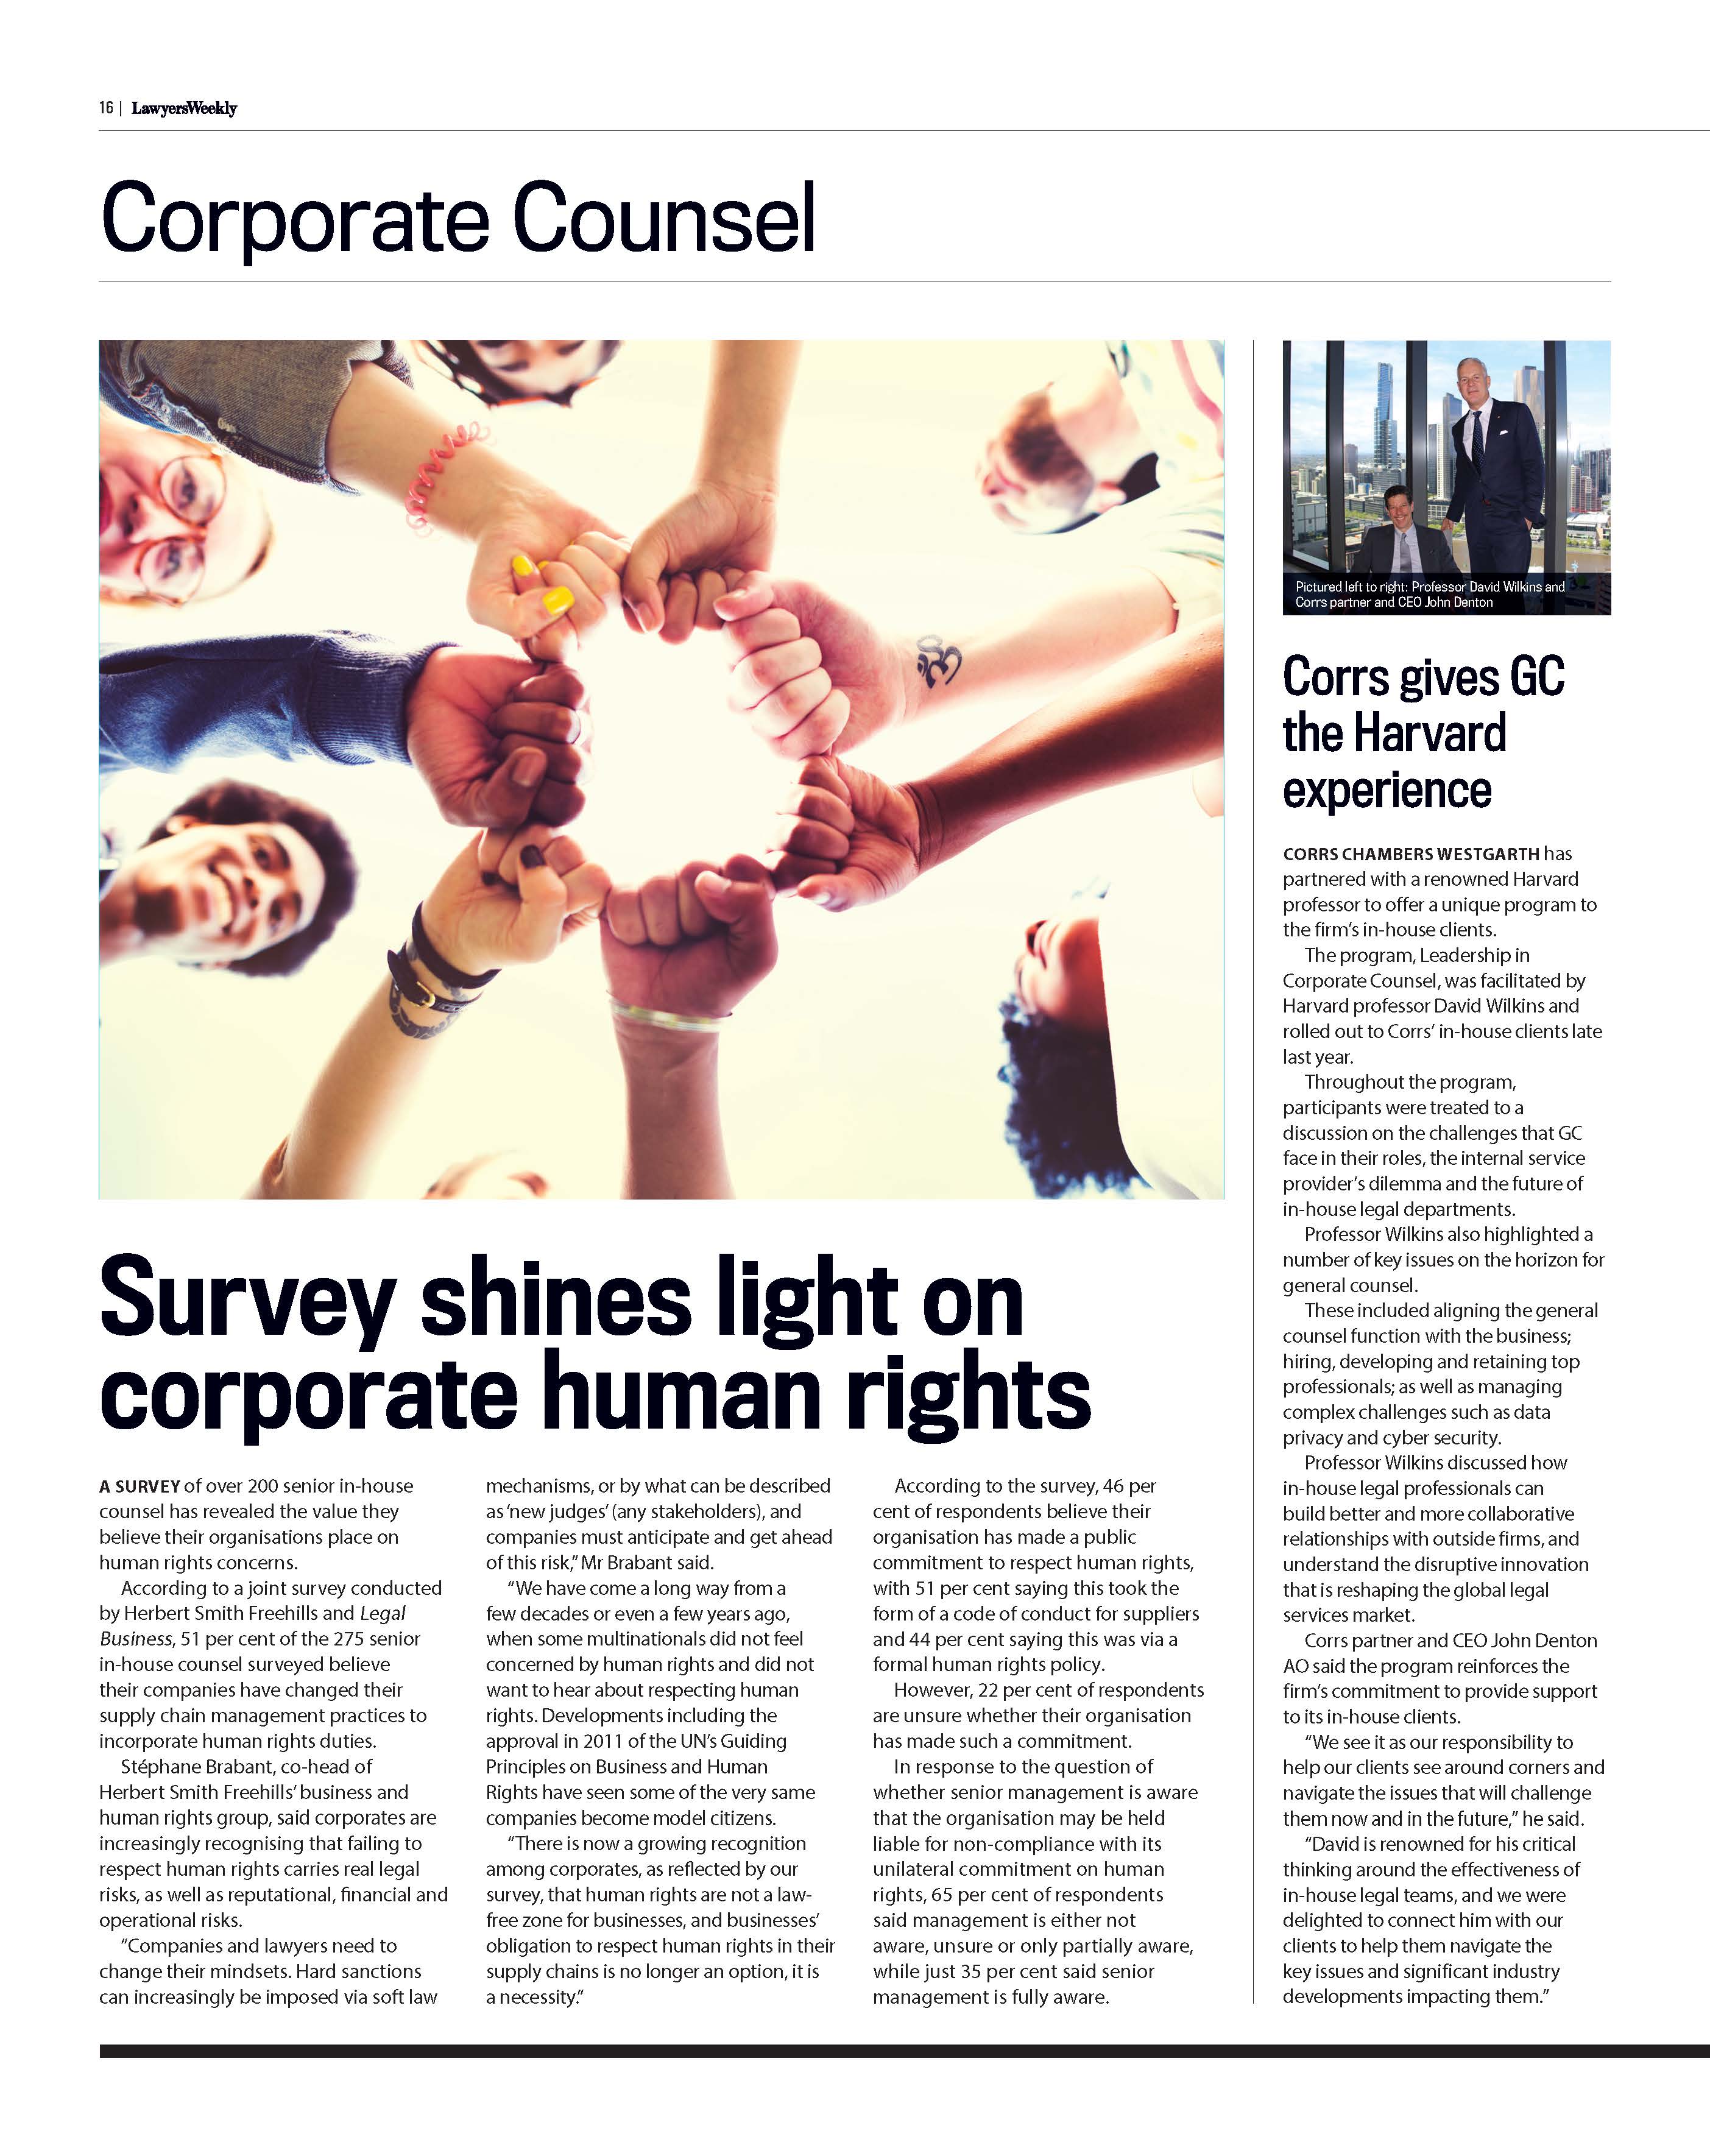 16 | LawyersWeekly
Corporate Counsel
Survey shines light on
corporate human rights
A SURVEY of over 200 senior in-house
counsel has revealed the value they
believe their organisations place on
human rights concerns.
According to a joint survey conducted
by Herbert Smith Freehills and Legal
Business, 51 per cent of the 275 senior
in-house counsel surveyed believe
their companies have changed their
supply chain management practices to
incorporate human rights duties.
Stéphane Brabant, co-head of
Herbert Smith Freehills’ business and
human rights group, said corporates are
increasingly recognising that failing to
respect human rights carries real legal
risks, as well as reputational, financial and
operational risks.
“Companies and lawyers need to
change their mindsets. Hard sanctions
can increasingly be imposed via soft law
mechanisms, or by what can be described
as ‘new judges’ (any stakeholders), and
companies must anticipate and get ahead
of this risk,” Mr Brabant said.
“We have come a long way from a
few decades or even a few years ago,
when some multinationals did not feel
concerned by human rights and did not
want to hear about respecting human
rights. Developments including the
approval in 2011 of the UN’s Guiding
Principles on Business and Human
Rights have seen some of the very same
companies become model citizens.
“There is now a growing recognition
among corporates, as reflected by our
survey, that human rights are not a law-
free zone for businesses, and businesses’
obligation to respect human rights in their
supply chains is no longer an option, it is
a necessity.”
According to the survey, 46 per
cent of respondents believe their
organisation has made a public
commitment to respect human rights,
with 51 per cent saying this took the
form of a code of conduct for suppliers
and 44 per cent saying this was via a
formal human rights policy.
However, 22 per cent of respondents
are unsure whether their organisation
has made such a commitment.
In response to the question of
whether senior management is aware
that the organisation may be held
liable for non-compliance with its
unilateral commitment on human
rights, 65 per cent of respondents
said management is either not
aware, unsure or only partially aware,
while just 35 per cent said senior
management is fully aware.
Pictured left to right: Professor David Wilkins and
Corrs partner and CEO John Denton
Corrs gives GC
the Harvard
experience
CORRS CHAMBERS WESTGARTH has
partnered with a renowned Harvard
professor to offer a unique program to
the firm’s in-house clients.
The program, Leadership in
Corporate Counsel, was facilitated by
Harvard professor David Wilkins and
rolled out to Corrs’ in-house clients late
last year.
Throughout the program,
participants were treated to a
discussion on the challenges that GC
face in their roles, the internal service
provider’s dilemma and the future of
in-house legal departments.
Professor Wilkins also highlighted a
number of key issues on the horizon for
general counsel.
These included aligning the general
counsel function with the business;
hiring, developing and retaining top
professionals; as well as managing
complex challenges such as data
privacy and cyber security.
Professor Wilkins discussed how
in-house legal professionals can
build better and more collaborative
relationships with outside firms, and
understand the disruptive innovation
that is reshaping the global legal
services market.
Corrs partner and CEO John Denton
AO said the program reinforces the
firm’s commitment to provide support
to its in-house clients.
“We see it as our responsibility to
help our clients see around corners and
navigate the issues that will challenge
them now and in the future,” he said.
“David is renowned for his critical
thinking around the effectiveness of
in-house legal teams, and we were
delighted to connect him with our
clients to help them navigate the
key issues and significant industry
developments impacting them.”